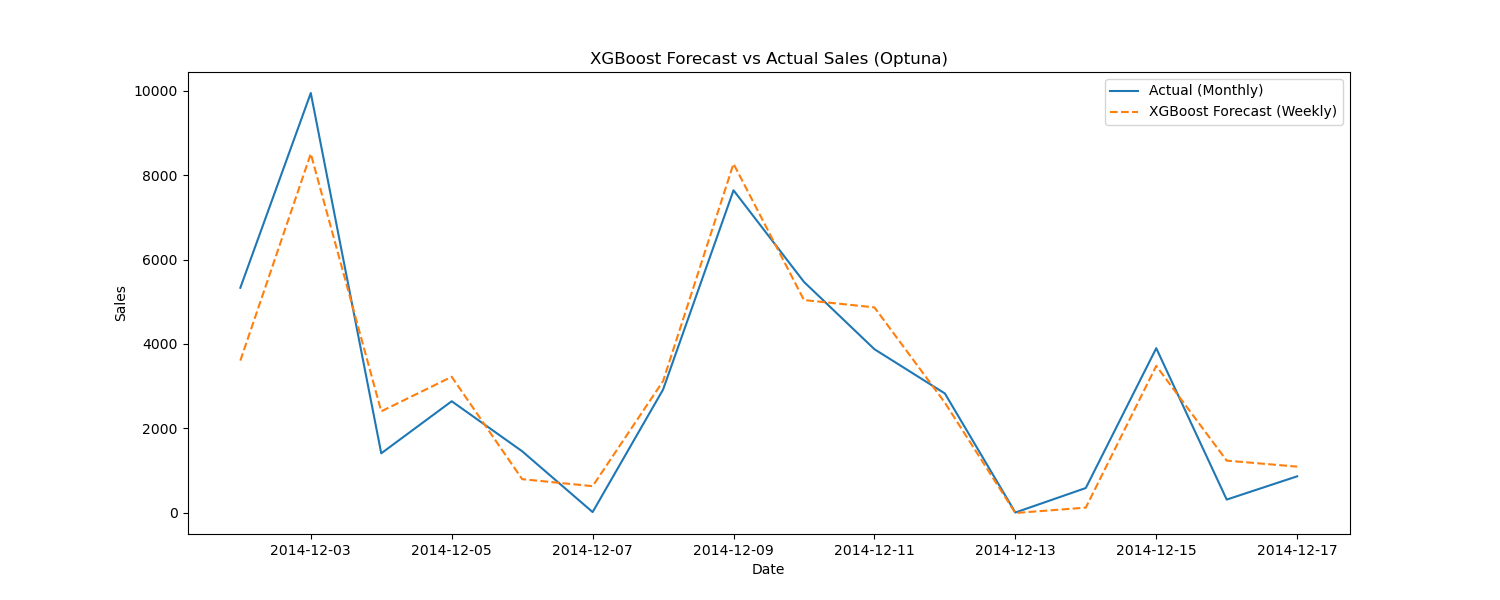 XGBoost Forecast vs Actual Sales (Optuna)
Actual (Monthly)
XGBoost Forecast (Weekly)
10000
8000
6000
4000
2000
0
Sales
2014-12-03
2014-12-05
2014-12-07
2014-12-09
2014-12-11
2014-12-13
2014-12-15
2014-12-17
Date